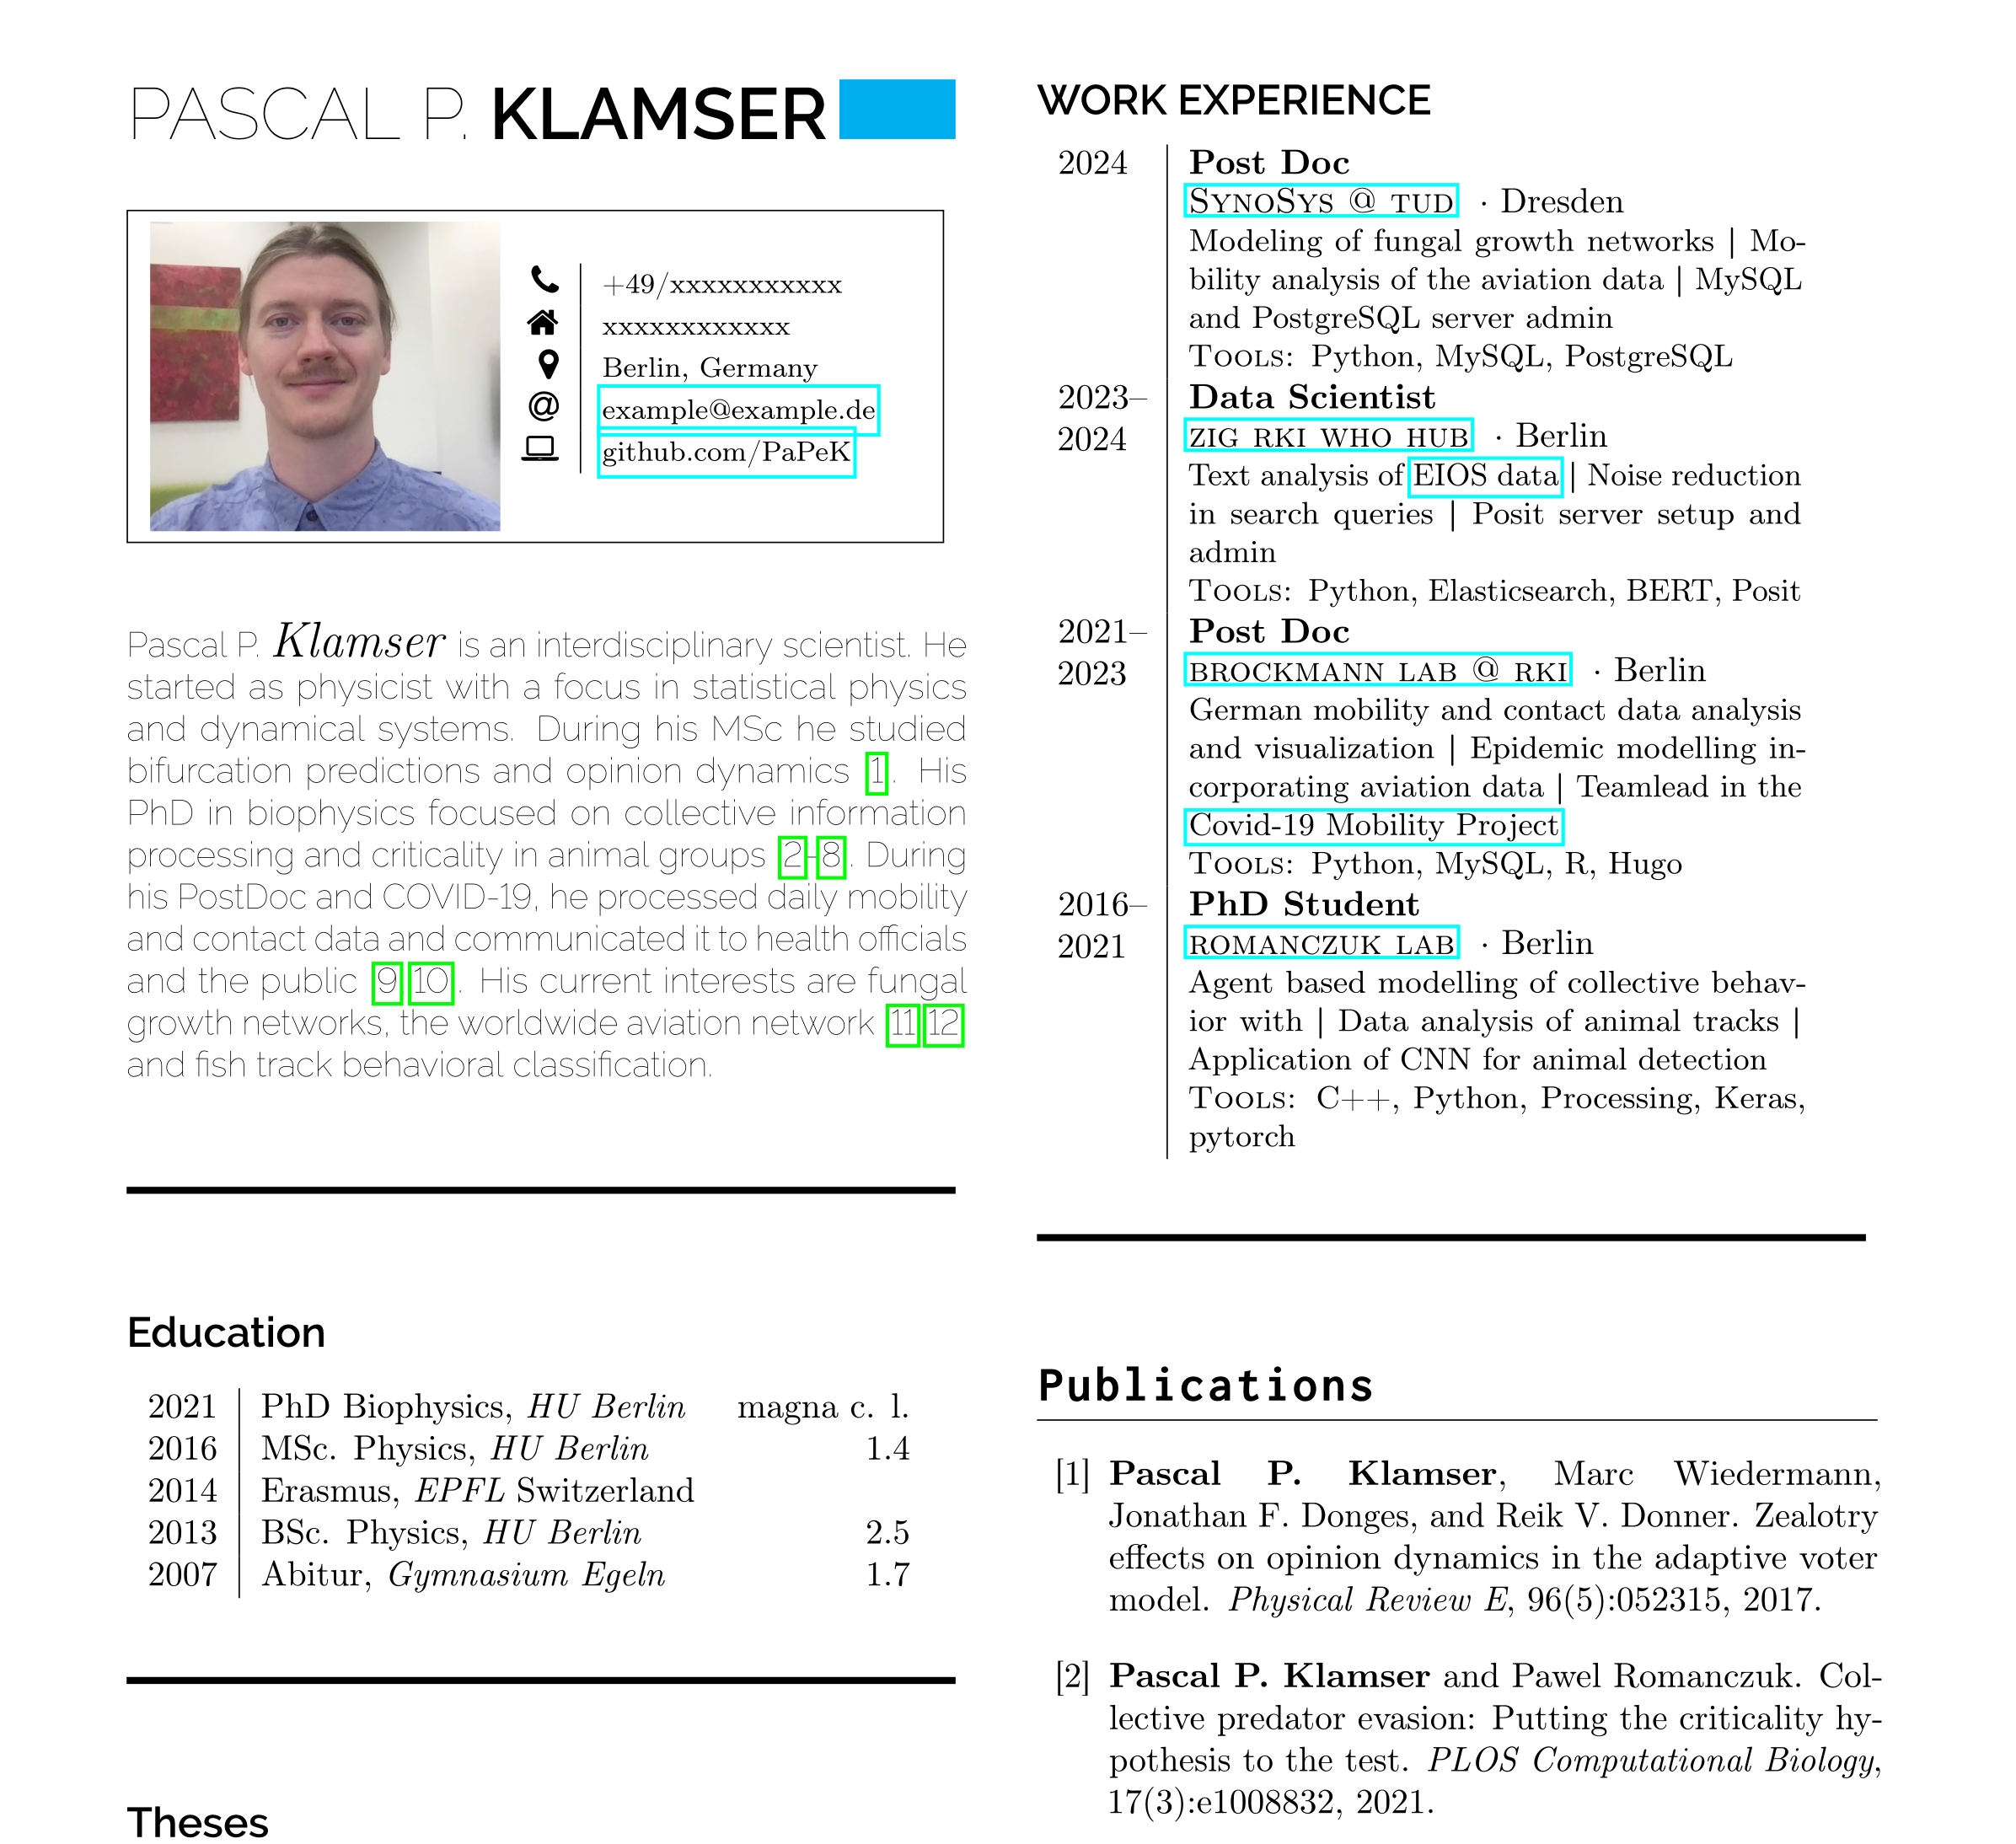 PASCAL P. KLAMSER
+49/xxxxxxxxxxx
xxxxxxxxxxxx
Berlin, Germany
@ example@example.de
github.com/PaPeK
Pascal P. Klamser is an interdisciplinary scientist. He
started as physicist with a focus in statistical physics
and dynamical systems. During his MSc he studied
bifurcation predictions and opinion dynamics 1. His
PhD in biophysics focused on collective information
processing and criticality in animal groups 2-8. During
his PostDoc and COVID-19, he processed daily mobility
and contact data and communicated it to health officials
and the public 9 10. His current interests are fungal
growth networks, the worldwide aviation network 11 12
and fish track behavioral classification.
Education
2021 PhD Biophysics, HU Berlin magna c. l.
2016 MSc. Physics, HU Berlin 1.4
2014 Erasmus, EPFL Switzerland
2013 BSc. Physics, HU Berlin 2.5
2007 Abitur, Gymnasium Egeln 1.7
Theses
WORK EXPERIENCE
2024 Post Doc
SynoSys @ TUD · Dresden
Modeling of fungal growth networks | Mo-
bility analysis of the aviation data | MySQL
and PostgreSQL server admin
Tools: Python, MySQL, PostgreSQL
2023– Data Scientist
2024 ZIG RKI WHO HUB · Berlin
Text analysis of EIOS data | Noise reduction
in search queries | Posit server setup and
admin
Tools: Python, Elasticsearch, BERT, Posit
2021– Post Doc
2023 BROCKMANN LAB @ RKI · Berlin
German mobility and contact data analysis
and visualization | Epidemic modelling in-
corporating aviation data | Teamlead in the
Covid-19 Mobility Project
Tools: Python, MySQL, R, Hugo
2016– PhD Student
2021 ROMANCZUK LAB · Berlin
Agent based modelling of collective behav-
ior with | Data analysis of animal tracks |
Application of CNN for animal detection
Tools: C++, Python, Processing, Keras,
pytorch
Publications
[1] Pascal P. Klamser, Marc Wiedermann,
Jonathan F. Donges, and Reik V. Donner. Zealotry
effects on opinion dynamics in the adaptive voter
model. Physical Review E, 96(5):052315, 2017.
[2] Pascal P. Klamser and Pawel Romanczuk. Col-
lective predator evasion: Putting the criticality hy-
pothesis to the test. PLOS Computational Biology,
17(3):e1008832, 2021.